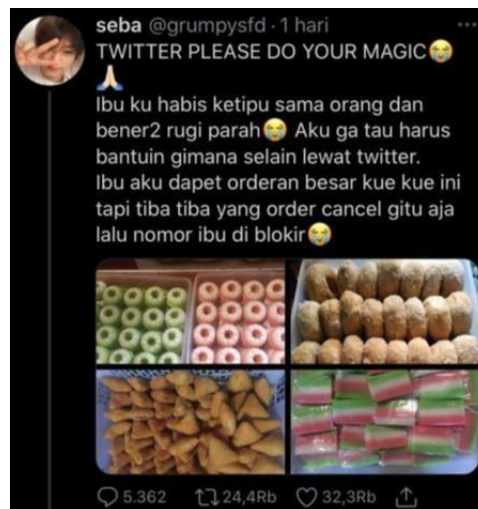 seba @grumpysfd · 1 hari
TWITTER PLEASE DO YOUR MAGIC😭
🙏🏻
Ibu ku habis ketipu sama orang dan
bener2 rugi parah😭 Aku ga tau harus
bantuin gimana selain lewat twitter.
Ibu aku dapet orderan besar kue kue ini
tapi tiba tiba yang order cancel gitu aja
lalu nomor ibu di blokir😭
5.362 24,4Rb 32,3Rb